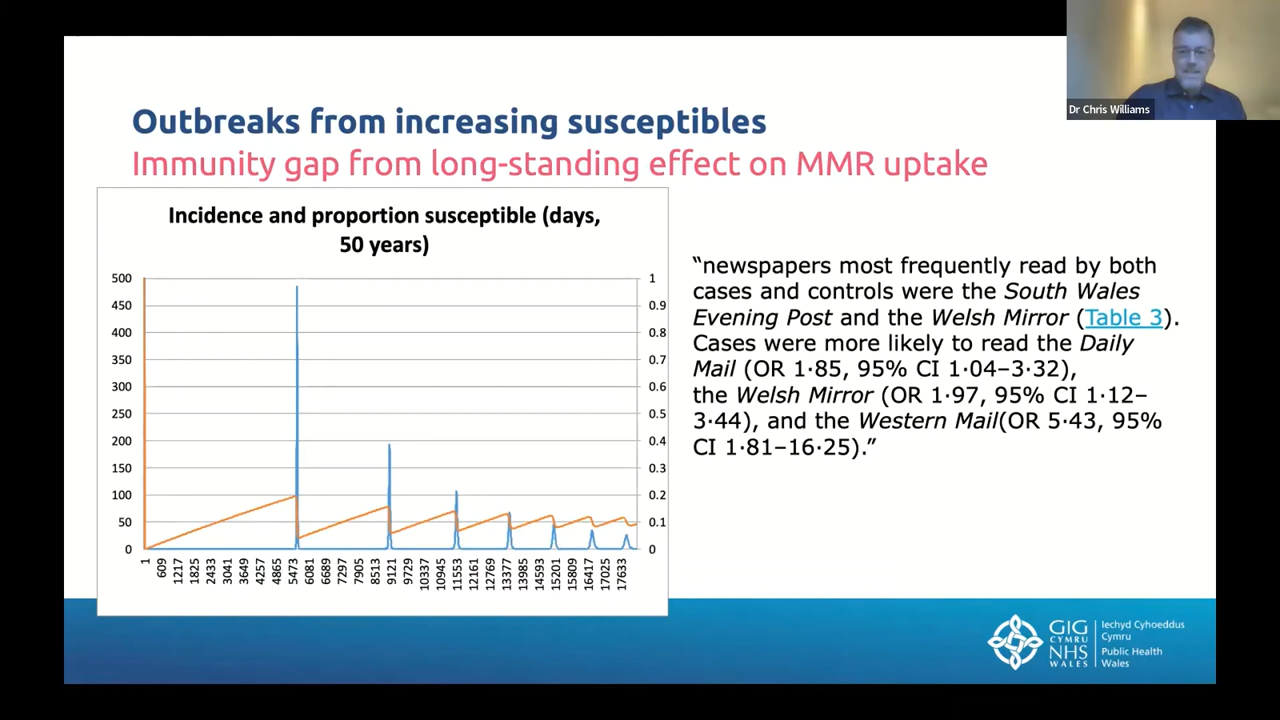 Dr Chris Williams
Outbreaks from increasing susceptibles
Immunity gap from long-standing effect on MMR uptake
Incidence and proportion susceptible (days,
50 years)
500
450
400
350
300
250
200
150
100
50
0
1
0.9
0.8
0.7
0.6
0.5
0.4
0.3
0.2
0.1
0
1
609
1217
1825
2433
3041
3649
4257
4865
5473
6081
6689
7297
7905
8513
9121
9729
10337
10945
11553
12161
12769
13377
13985
14593
15201
15809
16417
17025
17633
“newspapers most frequently read by both
cases and controls were the South Wales
Evening Post and the Welsh Mirror (Table 3).
Cases were more likely to read the Daily
Mail (OR 1·85, 95% CI 1·04–3·32),
the Welsh Mirror (OR 1·97, 95% CI 1·12–
3·44), and the Western Mail(OR 5·43, 95%
CI 1·81–16·25).”
GIG
CYMRU
NHS
WALES
Iechyd Cyhoeddus
Cymru
Public Health
Wales